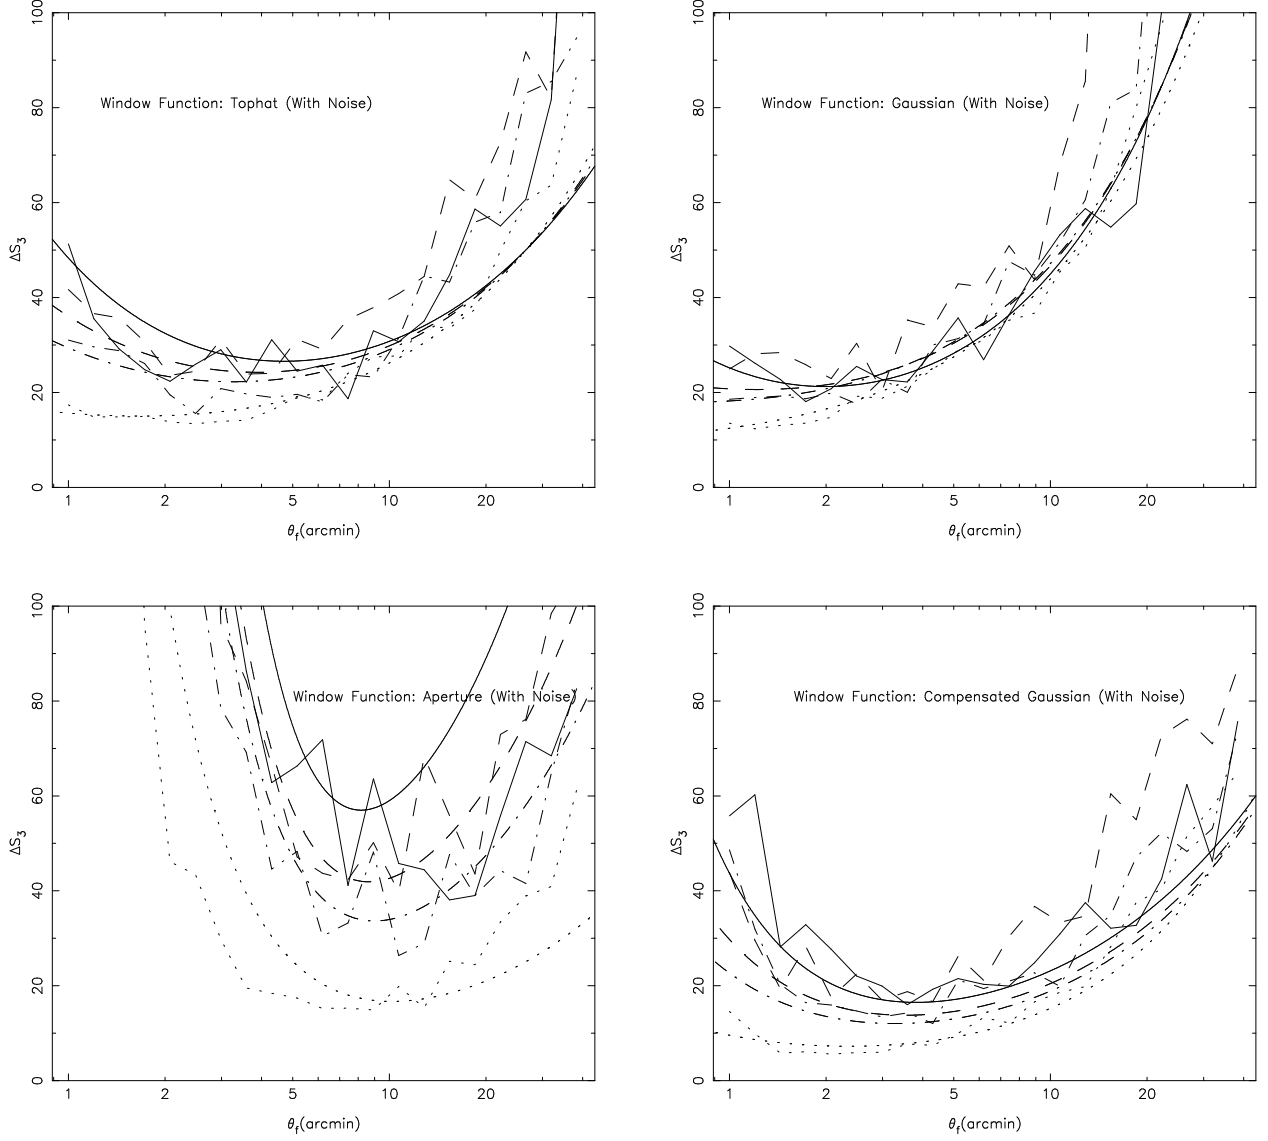 100
80
60
40
20
0
ΔS₃
Window Function: Tophat (With Noise)
1 2 5 10 20
θf(arcmin)
100
80
60
40
20
0
ΔS₃
Window Function: Gaussian (With Noise)
1 2 5 10 20
θf(arcmin)
100
80
60
40
20
0
ΔS₃
Window Function: Aperture (With Noise)
1 2 5 10 20
θf(arcmin)
100
80
60
40
20
0
ΔS₃
Window Function: Compensated Gaussian (With Noise)
1 2 5 10 20
θf(arcmin)